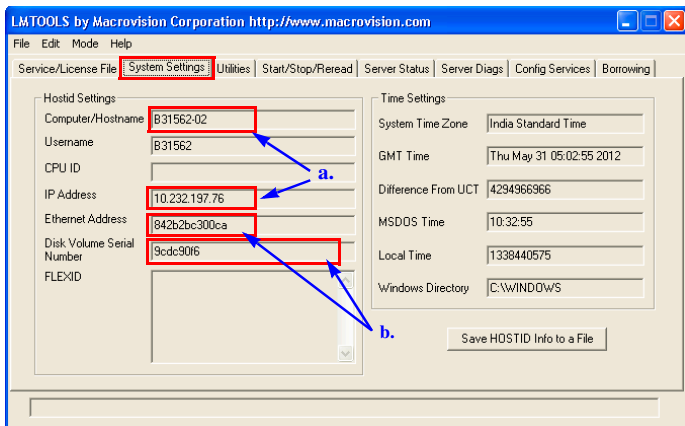 LMTOOLS by Macrovision Corporation http://www.macrovision.com
File Edit Mode Help
Service/License File System Settings Utilities Start/Stop/Reread Server Status Server Diags Config Services Borrowing
Hostid Settings
Computer/Hostname B31562-02
Username B31562
CPU ID
IP Address 10.232.197.76
Ethernet Address 842b2bc300ca
Disk Volume Serial Number 9cdc90f6
FLEXID
a.
b.
Time Settings
System Time Zone India Standard Time
GMT Time Thu May 31 05:02:55 2012
Difference From UCT 4294966966
MSDOS Time 10:32:55
Local Time 1338440575
Windows Directory C:\WINDOWS
Save HOSTID Info to a File